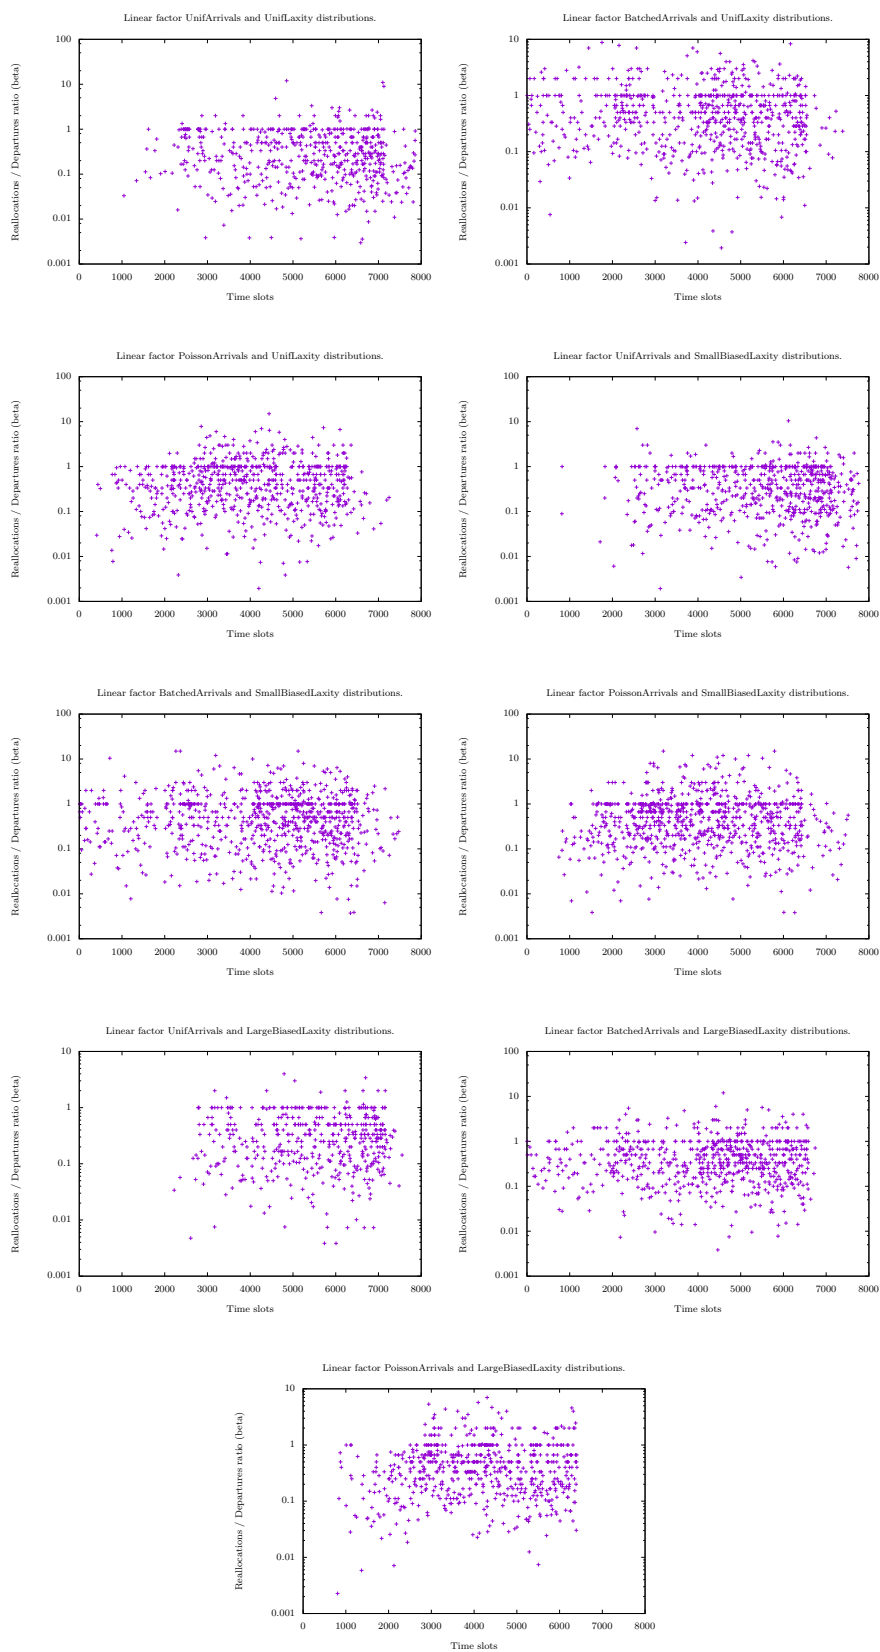 Linear factor UnifArrivals and UnifLaxity distributions.
100
10
1
0.1
0.01
0.001
Reallocations / Departures ratio (beta)
0 1000 2000 3000 4000 5000 6000 7000 8000
Time slots
Linear factor BatchedArrivals and UnifLaxity distributions.
10
1
0.1
0.01
0.001
Reallocations / Departures ratio (beta)
0 1000 2000 3000 4000 5000 6000 7000 8000
Time slots
Linear factor PoissonArrivals and UnifLaxity distributions.
100
10
1
0.1
0.01
0.001
Reallocations / Departures ratio (beta)
0 1000 2000 3000 4000 5000 6000 7000 8000
Time slots
Linear factor UnifArrivals and SmallBiasedLaxity distributions.
100
10
1
0.1
0.01
0.001
Reallocations / Departures ratio (beta)
0 1000 2000 3000 4000 5000 6000 7000 8000
Time slots
Linear factor BatchedArrivals and SmallBiasedLaxity distributions.
100
10
1
0.1
0.01
0.001
Reallocations / Departures ratio (beta)
0 1000 2000 3000 4000 5000 6000 7000 8000
Time slots
Linear factor PoissonArrivals and SmallBiasedLaxity distributions.
100
10
1
0.1
0.01
0.001
Reallocations / Departures ratio (beta)
0 1000 2000 3000 4000 5000 6000 7000 8000
Time slots
Linear factor UnifArrivals and LargeBiasedLaxity distributions.
10
1
0.1
0.01
0.001
Reallocations / Departures ratio (beta)
0 1000 2000 3000 4000 5000 6000 7000 8000
Time slots
Linear factor BatchedArrivals and LargeBiasedLaxity distributions.
100
10
1
0.1
0.01
0.001
Reallocations / Departures ratio (beta)
0 1000 2000 3000 4000 5000 6000 7000 8000
Time slots
Linear factor PoissonArrivals and LargeBiasedLaxity distributions.
10
1
0.1
0.01
0.001
Reallocations / Departures ratio (beta)
0 1000 2000 3000 4000 5000 6000 7000 8000
Time slots